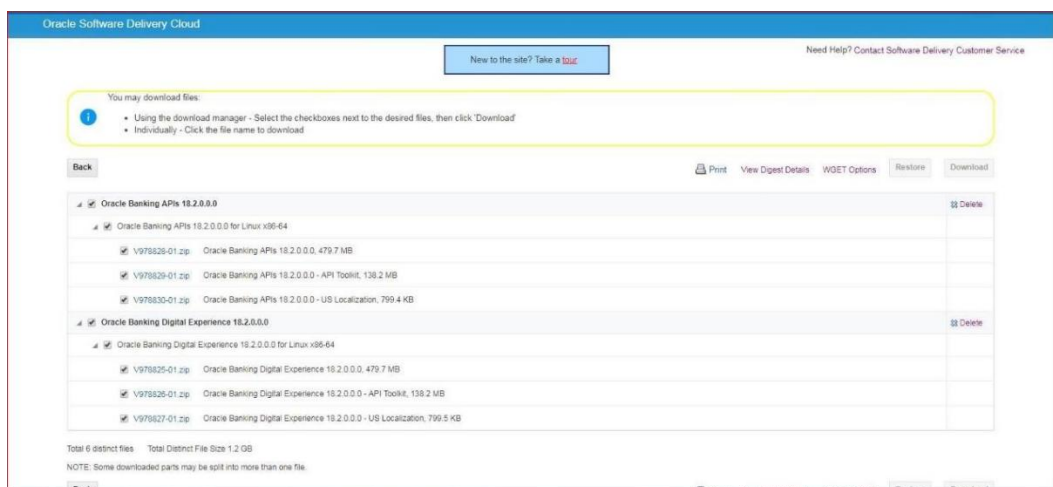 Oracle Software Delivery Cloud
New to the site? Take a tour
Need Help? Contact Software Delivery Customer Service
You may download files:
Using the download manager - Select the checkboxes next to the desired files, then click 'Download'
Individually - Click the file name to download
Back
Print View Digest Details WGET Options Restore Download
Oracle Banking APIs 18.2.0.0.0 Delete
Oracle Banking APIs 18.2.0.0.0 for Linux x86-64
V978828-01.zip Oracle Banking APIs 18.2.0.0.0, 479.7 MB
V978829-01.zip Oracle Banking APIs 18.2.0.0.0 - API Toolkit, 138.2 MB
V978830-01.zip Oracle Banking APIs 18.2.0.0.0 - US Localization, 799.4 KB
Oracle Banking Digital Experience 18.2.0.0.0 Delete
Oracle Banking Digital Experience 18.2.0.0.0 for Linux x86-64
V978825-01.zip Oracle Banking Digital Experience 18.2.0.0.0, 479.7 MB
V978826-01.zip Oracle Banking Digital Experience 18.2.0.0.0 - API Toolkit, 138.2 MB
V978827-01.zip Oracle Banking Digital Experience 18.2.0.0.0 - US Localization, 799.5 KB
Total 6 distinct files Total Distinct File Size 1.2 GB
NOTE: Some downloaded parts may be split into more than one file.